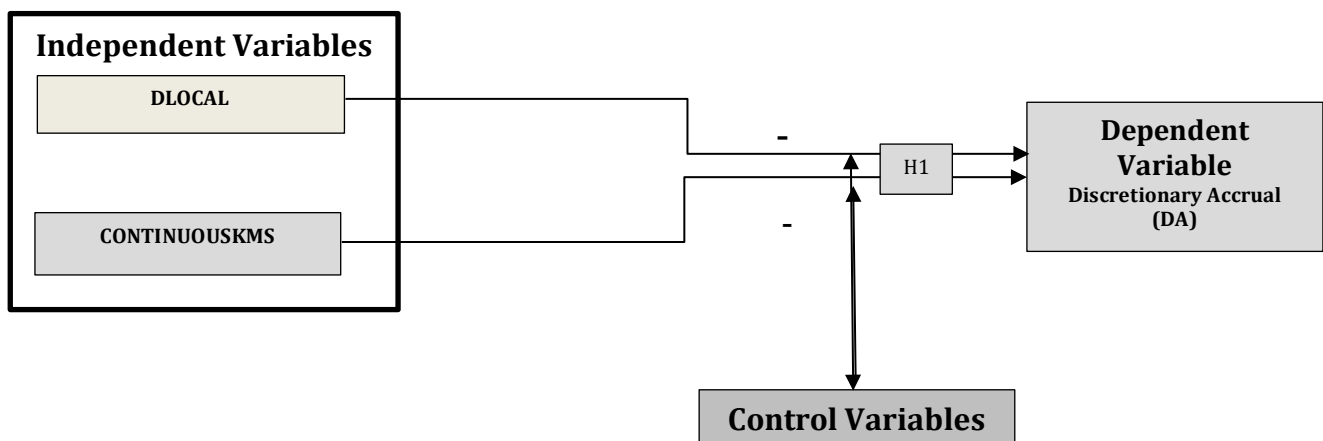 Independent Variables
DLOCAL
-
H1
Dependent
Variable
Discretionary Accrual
(DA)
CONTINUOUSKMS
-
Control Variables